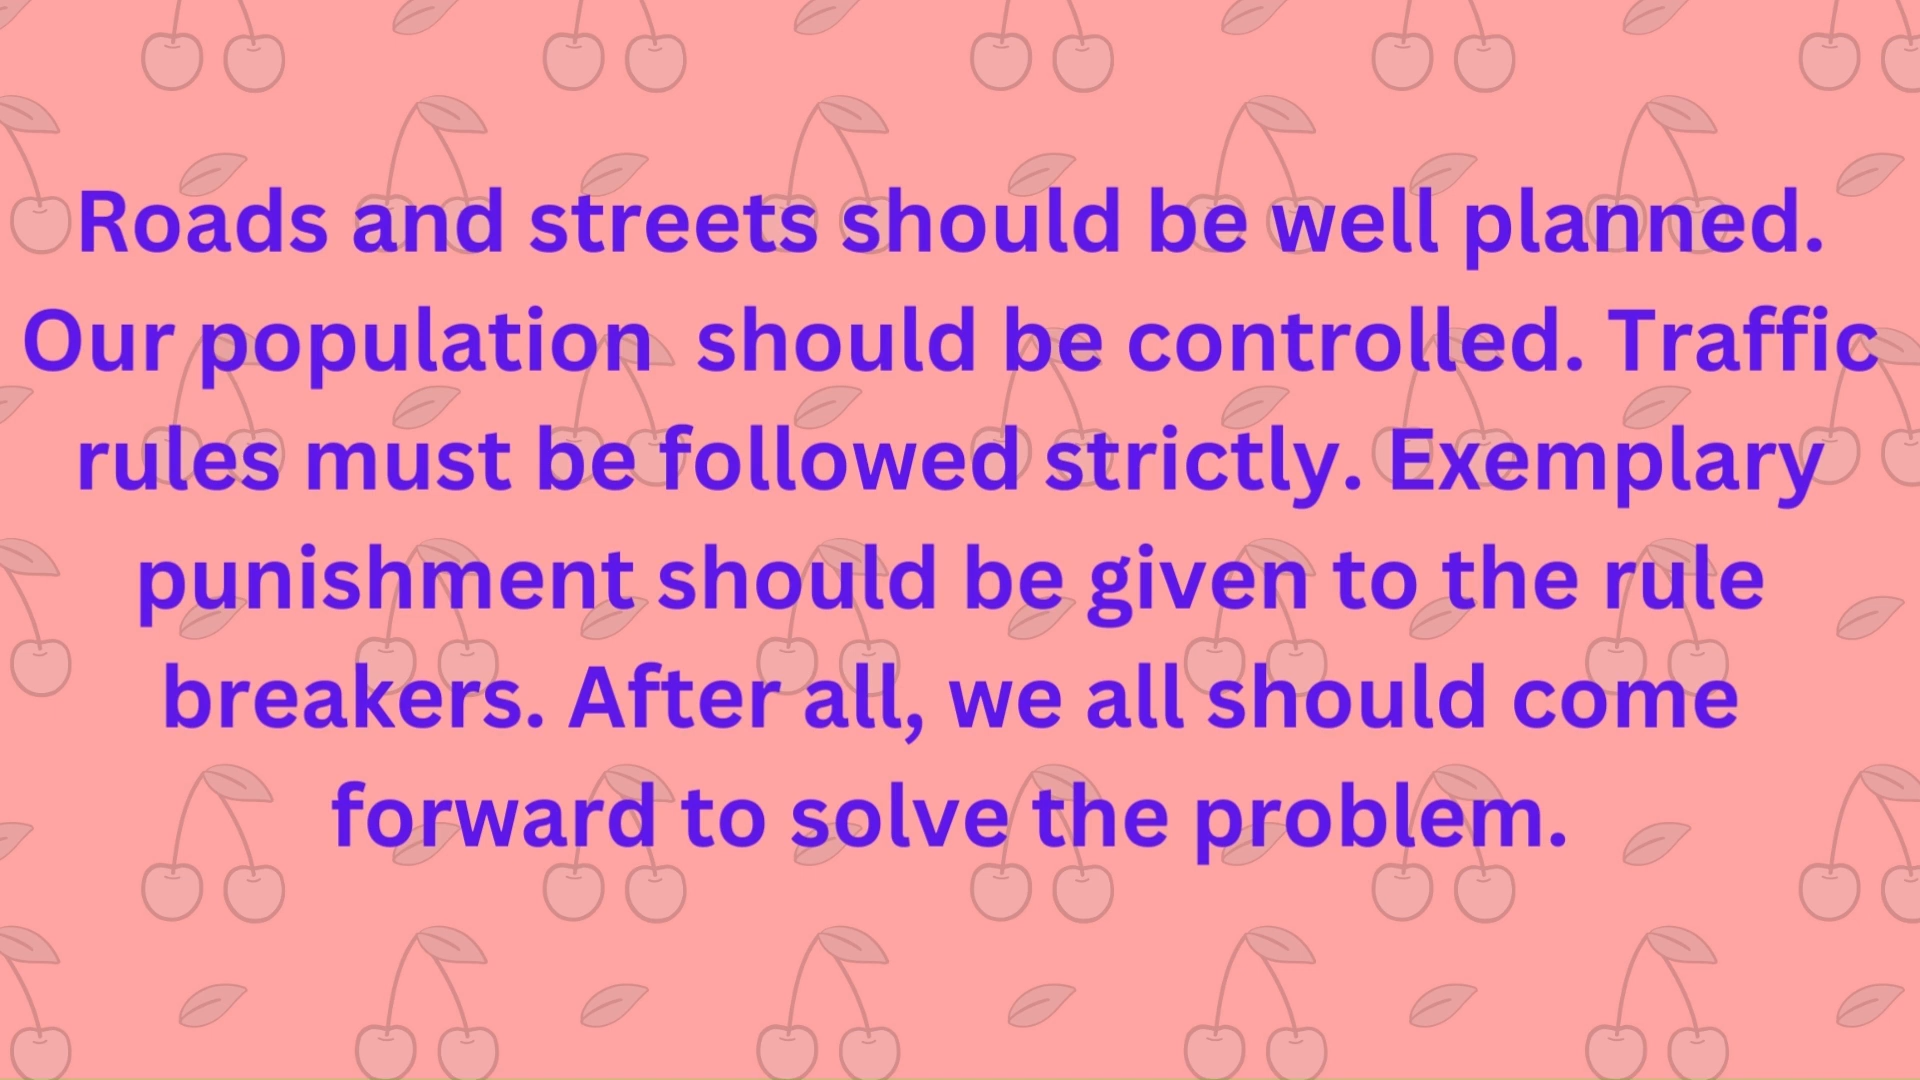 Roads and streets should be well planned.
Our population  should be controlled. Traffic
rules must be followed strictly. Exemplary
punishment should be given to the rule
breakers. After all, we all should come
forward to solve the problem.